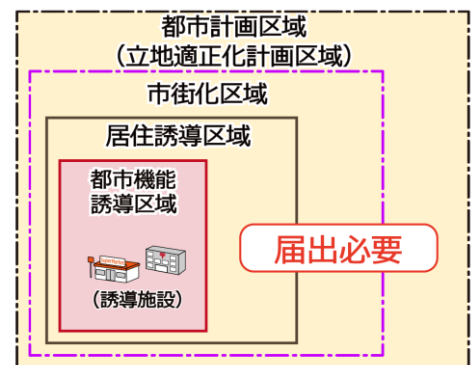 都市計画区域
（立地適正化計画区域）
市街化区域
居住誘導区域
都市機能
誘導区域
SuperMarket
（誘導施設）
届出必要